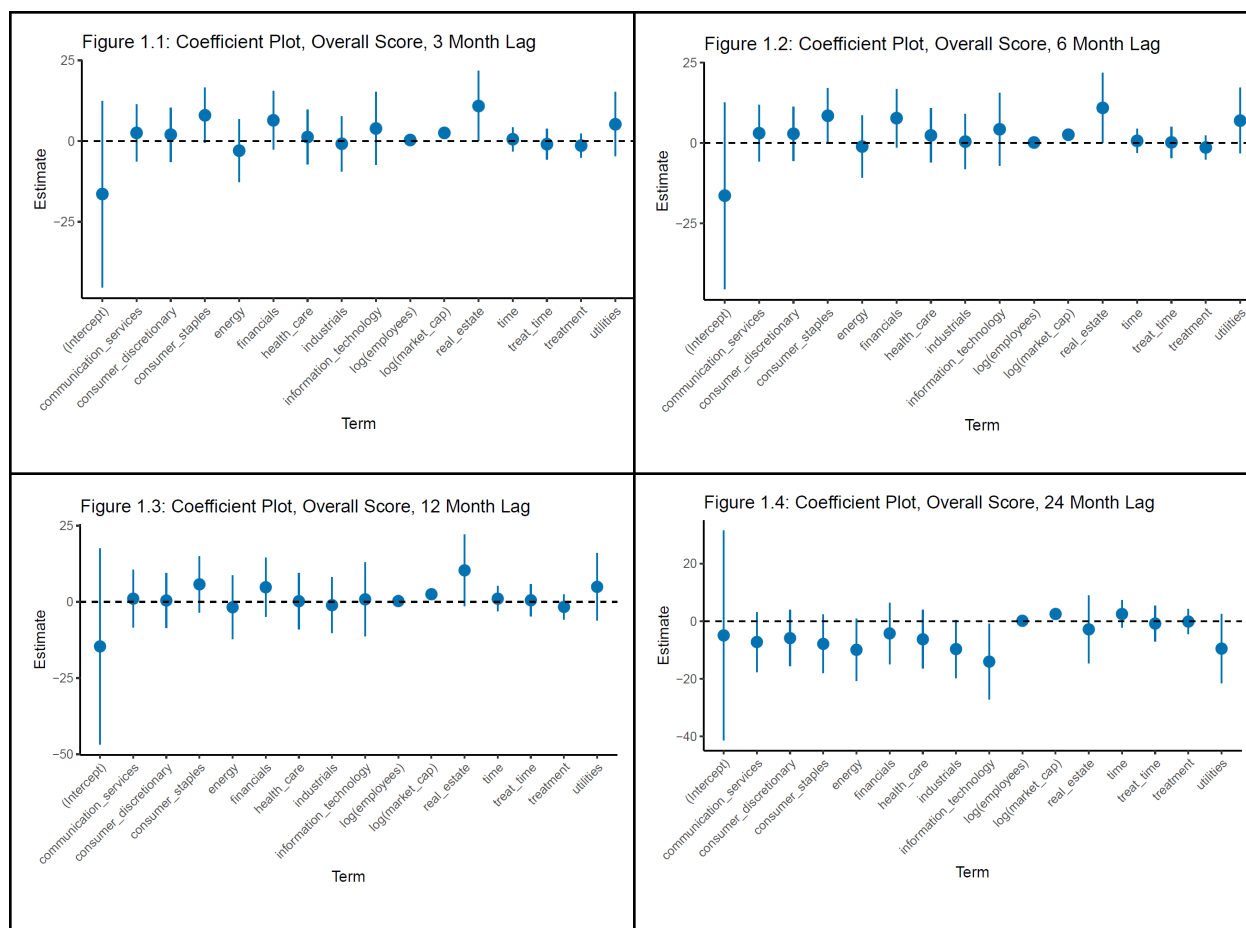 Figure 1.1: Coefficient Plot, Overall Score, 3 Month Lag
25
0
−25
Estimate
(Intercept)
communication_services
consumer_discretionary
consumer_staples
energy
financials
health_care
industrials
information_technology
log(employees)
log(market_cap)
real_estate
time
treat_time
treatment
utilities
Term
Figure 1.2: Coefficient Plot, Overall Score, 6 Month Lag
25
0
−25
Estimate
(Intercept)
communication_services
consumer_discretionary
consumer_staples
energy
financials
health_care
industrials
information_technology
log(employees)
log(market_cap)
real_estate
time
treat_time
treatment
utilities
Term
Figure 1.3: Coefficient Plot, Overall Score, 12 Month Lag
25
0
−25
−50
Estimate
(Intercept)
communication_services
consumer_discretionary
consumer_staples
energy
financials
health_care
industrials
information_technology
log(employees)
log(market_cap)
real_estate
time
treat_time
treatment
utilities
Term
Figure 1.4: Coefficient Plot, Overall Score, 24 Month Lag
20
0
−20
−40
Estimate
(Intercept)
communication_services
consumer_discretionary
consumer_staples
energy
financials
health_care
industrials
information_technology
log(employees)
log(market_cap)
real_estate
time
treat_time
treatment
utilities
Term